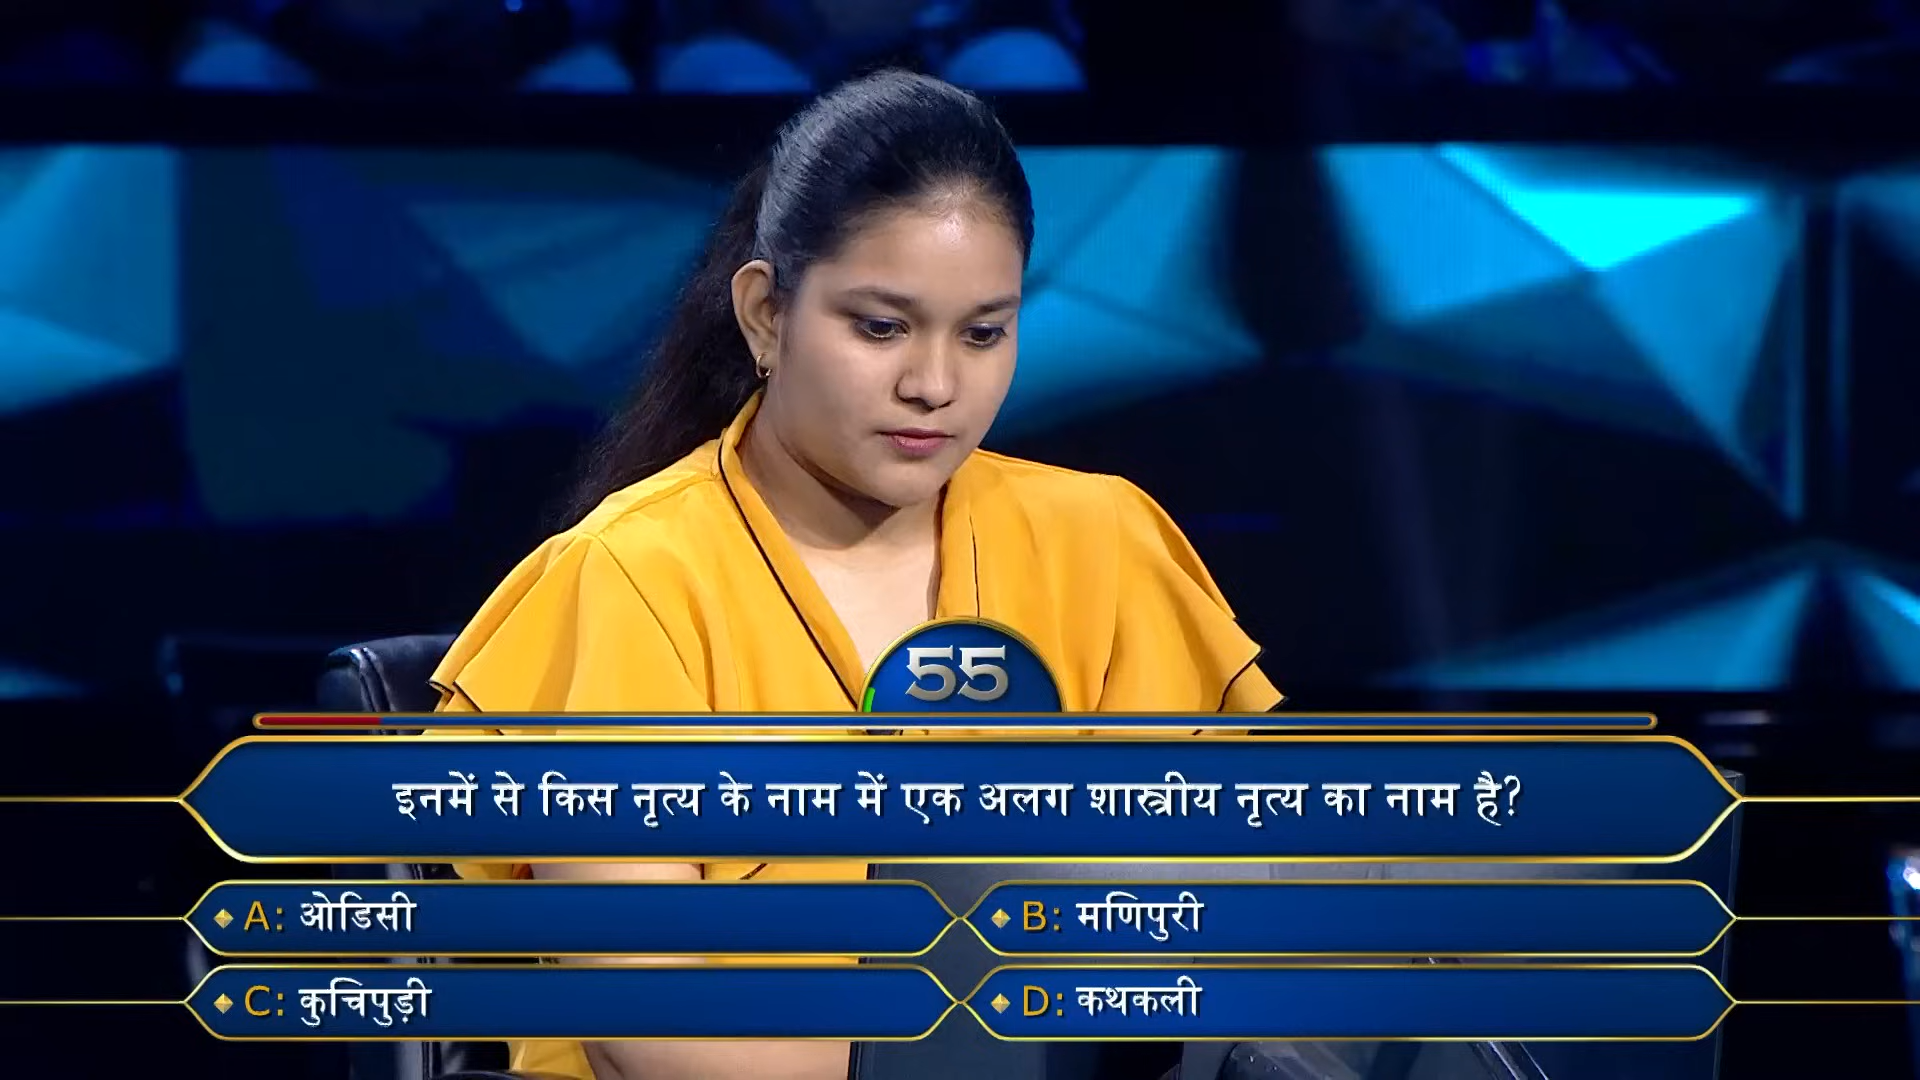 55
इनमें से किस नृत्य के नाम में एक अलग शास्त्रीय नृत्य का नाम है?
A: ओडिसी
B: मणिपुरी
C: कुचिपुड़ी
D: कथकली